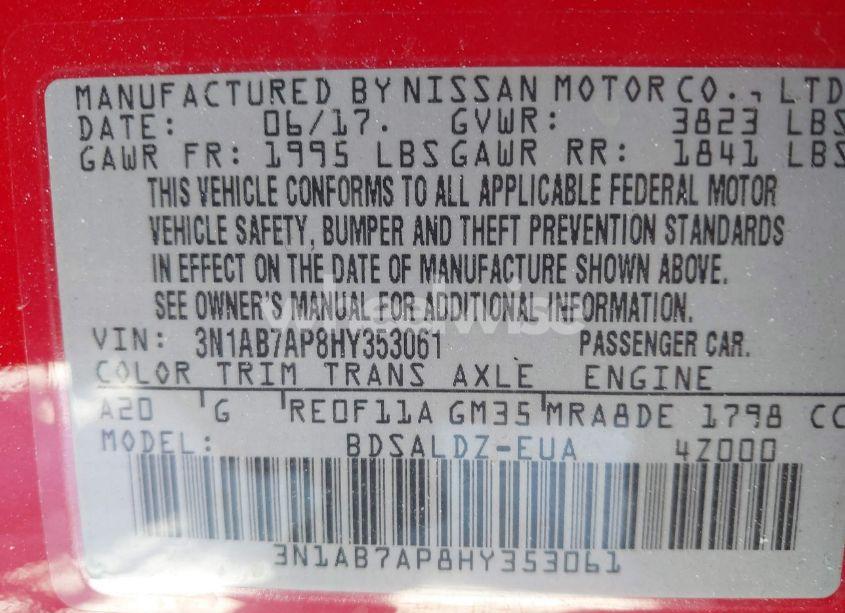 MANUFACTURED BY NISSAN MOTOR CO., LTD
DATE: 06/17. GVWR: 3823 LBS
GAWR FR: 1995 LBS GAWR RR: 1841 LBS
THIS VEHICLE CONFORMS TO ALL APPLICABLE FEDERAL MOTOR
VEHICLE SAFETY, BUMPER AND THEFT PREVENTION STANDARDS
IN EFFECT ON THE DATE OF MANUFACTURE SHOWN ABOVE.
SEE OWNER'S MANUAL FOR ADDITIONAL INFORMATION.
wheelwise
VIN: 3N1AB7AP8HY353061 PASSENGER CAR.
COLOR TRIM TRANS AXLE ENGINE
A20 G RE0F11A GM35 MRA8DE 1798 CC
MODEL: BDSALDZ-EUA 4Z000
3N1AB7AP8HY353061